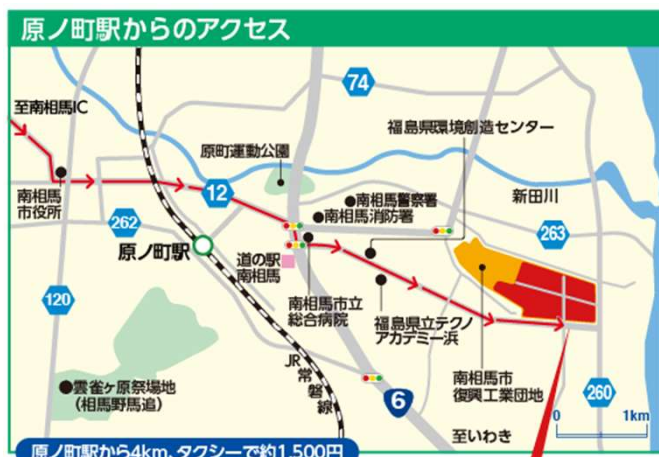 原ノ町駅からのアクセス
74
至南相馬IC
福島県環境創造センター
原町運動公園
南相馬
市役所
12
南相馬警察署
南相馬消防署
新田川
262
263
原ノ町駅
道の駅
南相馬
120
南相馬市立
総合病院
福島県立テクノ
アカデミー浜
JR常磐線
雲雀ヶ原祭場地
(相馬野馬追)
6
南相馬市
復興工業団地
260
0 1km
至いわき
原ノ町駅から4km、タクシーで約1,500円